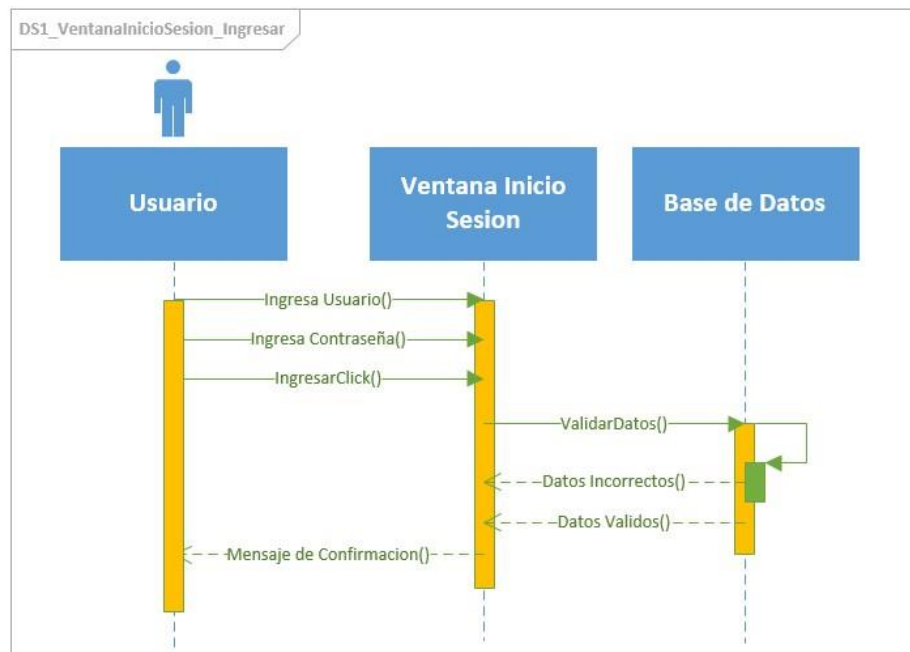 DS1_VentanaInicioSesion_Ingresar
Usuario
Ventana Inicio
Sesion
Base de Datos
Ingresa Usuario()
Ingresa Contraseña()
IngresarClick()
ValidarDatos()
Datos Incorrectos()
Datos Validos()
Mensaje de Confirmacion()